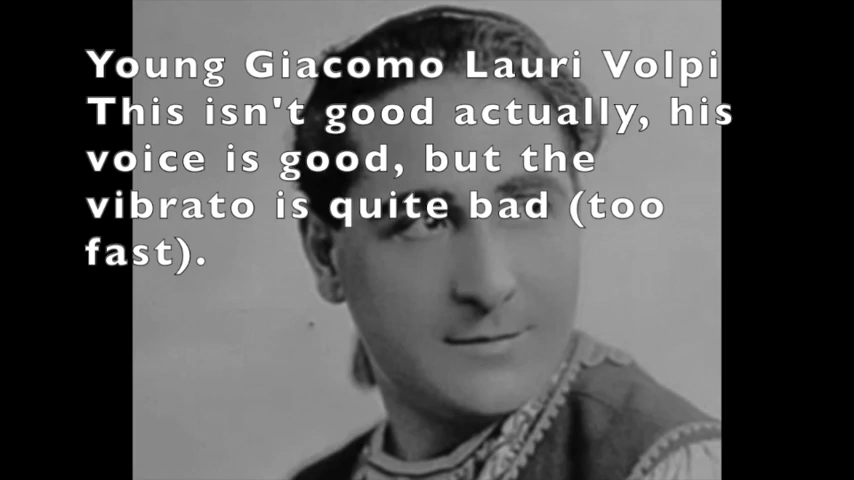 Young Giacomo Lauri Volpi
This isn't good actually, his
voice is good, but the
vibrato is quite bad (too
fast).